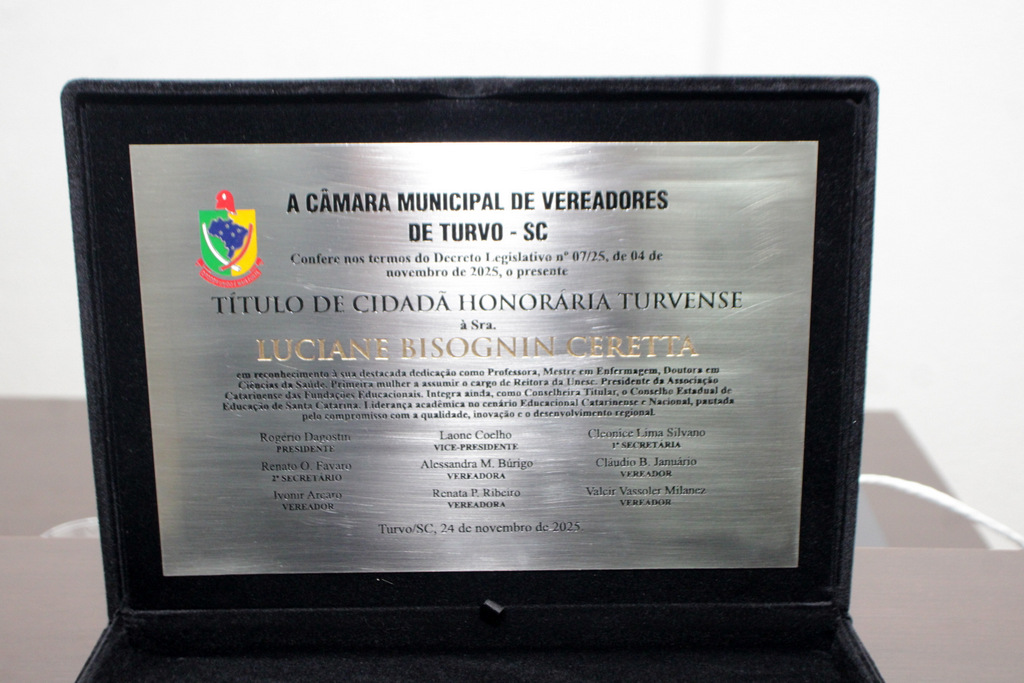 A CÂMARA MUNICIPAL DE VEREADORES
DE TURVO - SC
Confere nos termos do Decreto Legislativo nº 07/25, de 04 de
novembro de 2025, o presente
TÍTULO DE CIDADÃ HONORÁRIA TURVENSE
à Sra.
LUCIANE BISOGNIN CERETTA
em reconhecimento à sua destacada dedicação como Professora, Mestre em Enfermagem, Doutora em
Ciências da Saúde. Primeira mulher a assumir o cargo de Reitora da Unesc. Presidente da Associação
Catarinense das Fundações Educacionais. Integra ainda, como Conselheira Titular, o Conselho Estadual de
Educação de Santa Catarina. Liderança acadêmica no cenário Educacional Catarinense e Nacional, pautada
pelo compromisso com a qualidade, inovação e o desenvolvimento regional.
Rogério Dagostin Laone Coelho Cleonice Lima Silvano
PRESIDENTE VICE-PRESIDENTE 1ª SECRETÁRIA
Renato O. Favaro Alessandra M. Búrigo Cláudio B. Januário
2º SECRETÁRIO VEREADORA VEREADOR
Ivonir Arcaro Renata P. Ribeiro Valcir Vassoler Milanez
VEREADOR VEREADORA VEREADOR
Turvo/SC, 24 de novembro de 2025